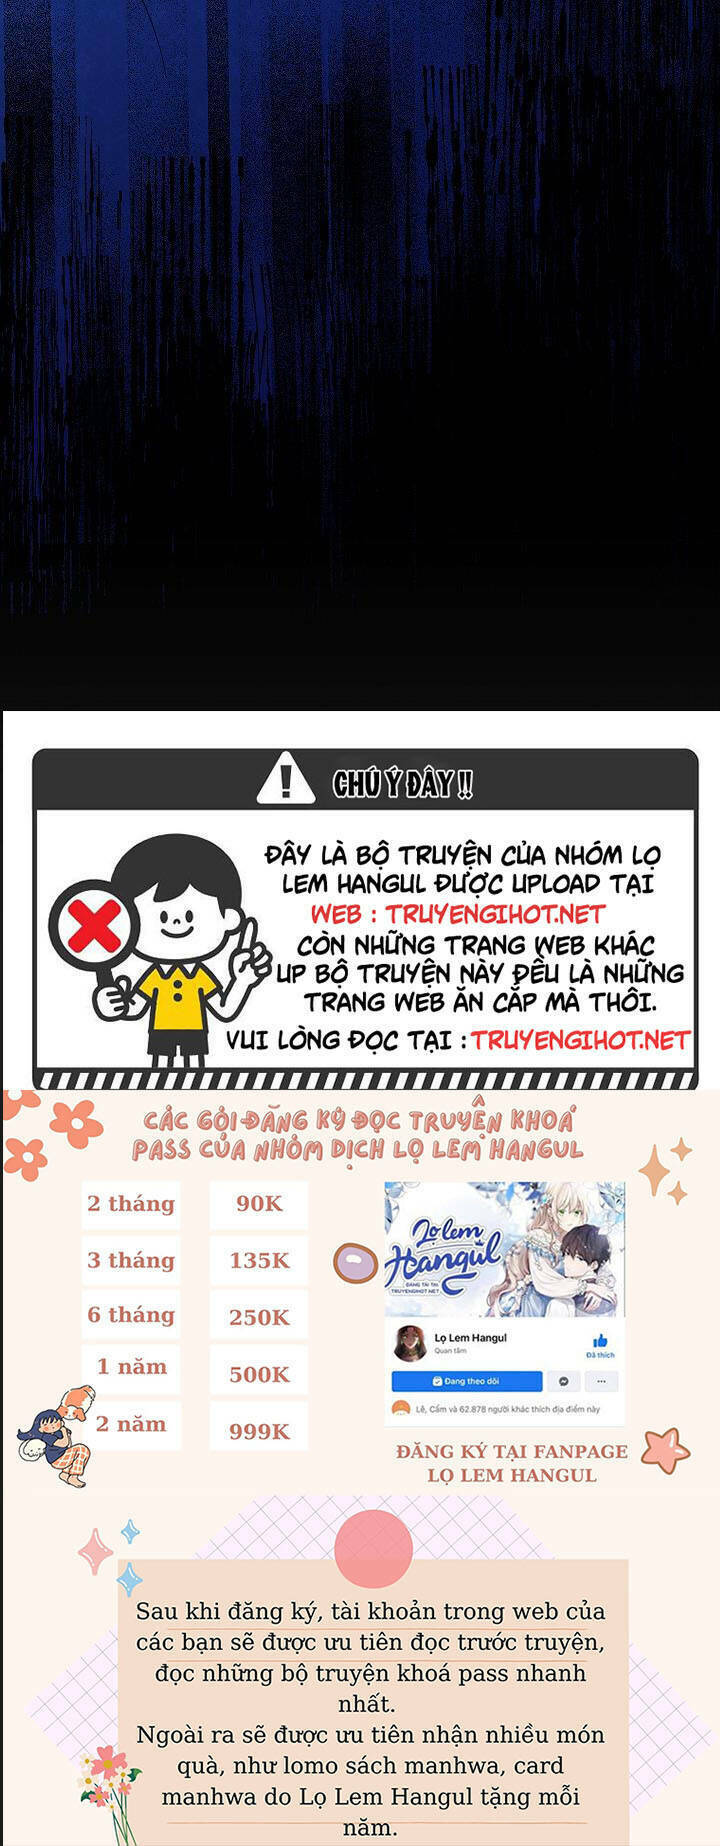 CHÚ Ý ĐÂY!!
ĐÂY LÀ BỘ TRUYỆN CỦA NHÓM LỌ
LEM HANGUL ĐƯỢC UPLOAD TẠI
WEB : TRUYENGIHOT.NET
CÒN NHỮNG TRANG WEB KHÁC
UP BỘ TRUYỆN NÀY ĐỀU LÀ NHỮNG
TRANG WEB ĂN CẮP MÀ THÔI.
VUI LÒNG ĐỌC TẠI : TRUYENGIHOT.NET
CÁC GÓI ĐĂNG KÝ ĐỌC TRUYỆN KHOÁ
PASS CỦA NHÓM DỊCH LỌ LEM HANGUL
2 tháng 90K
3 tháng 135K
6 tháng 250K
1 năm 500K
2 năm 999K
Lọ lem
Hangul
ĐĂNG TẢI TẠI
TRUYENGIHOT.NET
Lọ Lem Hangul
Quan tâm
Đã thích
Đang theo dõi
Lê, Cẩm và 62.878 người khác thích địa điểm này
ĐĂNG KÝ TẠI FANPAGE
LỌ LEM HANGUL
Sau khi đăng ký, tài khoản trong web của
các bạn sẽ được ưu tiên đọc trước truyện,
đọc những bộ truyện khoá pass nhanh
nhất.
Ngoài ra sẽ được ưu tiên nhận nhiều món
quà, như lomo sách manhwa, card
manhwa do Lọ Lem Hangul tặng mỗi
năm.